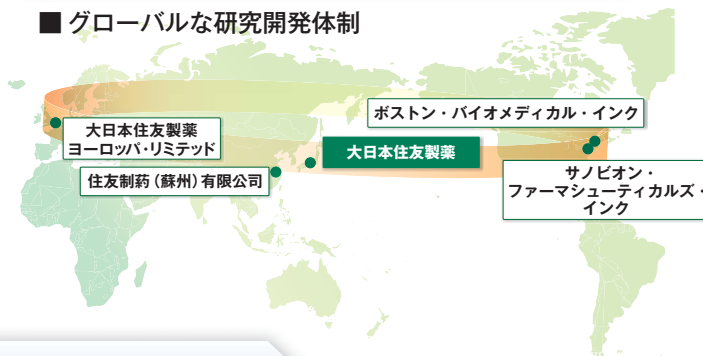 ■ グローバルな研究開発体制
ボストン・バイオメディカル・インク
大日本住友製薬
ヨーロッパ・リミテッド
大日本住友製薬
住友制药（蘇州）有限公司
サノビオン・
ファーマシューティカルズ・
インク